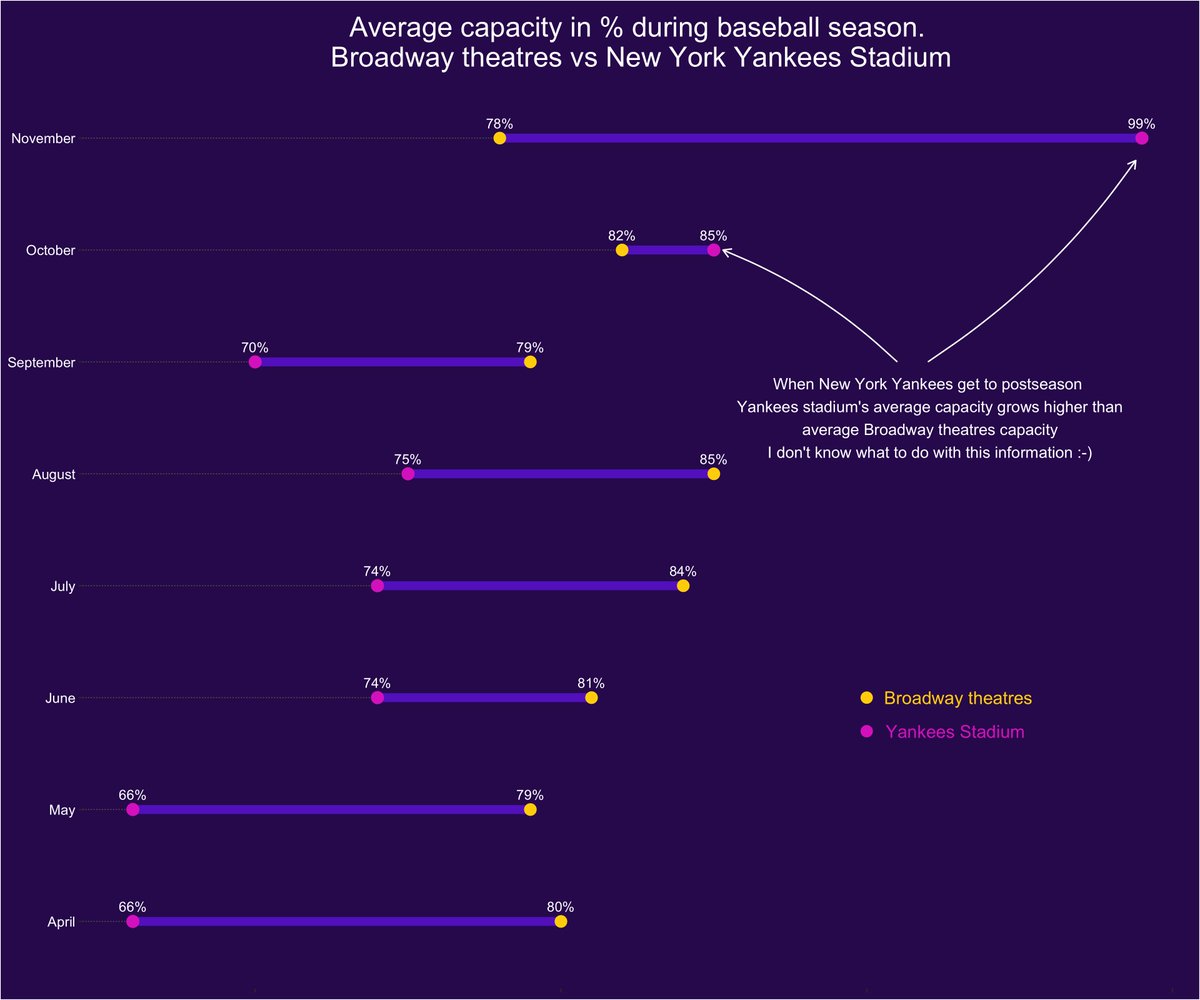 Average capacity in % during baseball season.
Broadway theatres vs New York Yankees Stadium
November 78% 99%
October 82% 85%
September 70% 79%
When New York Yankees get to postseason
Yankees stadium's average capacity grows higher than
average Broadway theatres capacity
I don't know what to do with this information :-)
August 75% 85%
July 74% 84%
June 74% 81%
Broadway theatres
Yankees Stadium
May 66% 79%
April 66% 80%